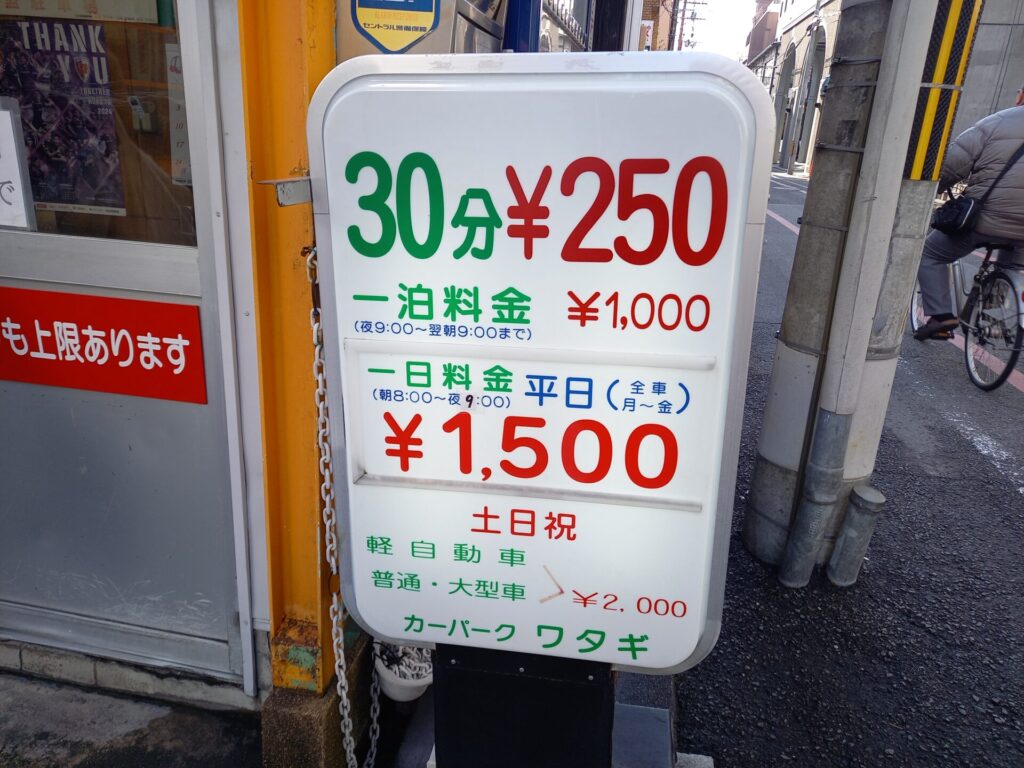 THANK
YOU
TOGETHER
セントラル警備保障
も上限あります
30分¥250
一泊料金 ¥1,000
(夜9:00〜翌朝9:00まで)
一日料金 平日(全車 月〜金)
(朝8:00〜夜9:00)
¥1,500
土日祝
軽自動車
普通・大型車 > ¥2,000
カーパーク ワタギ